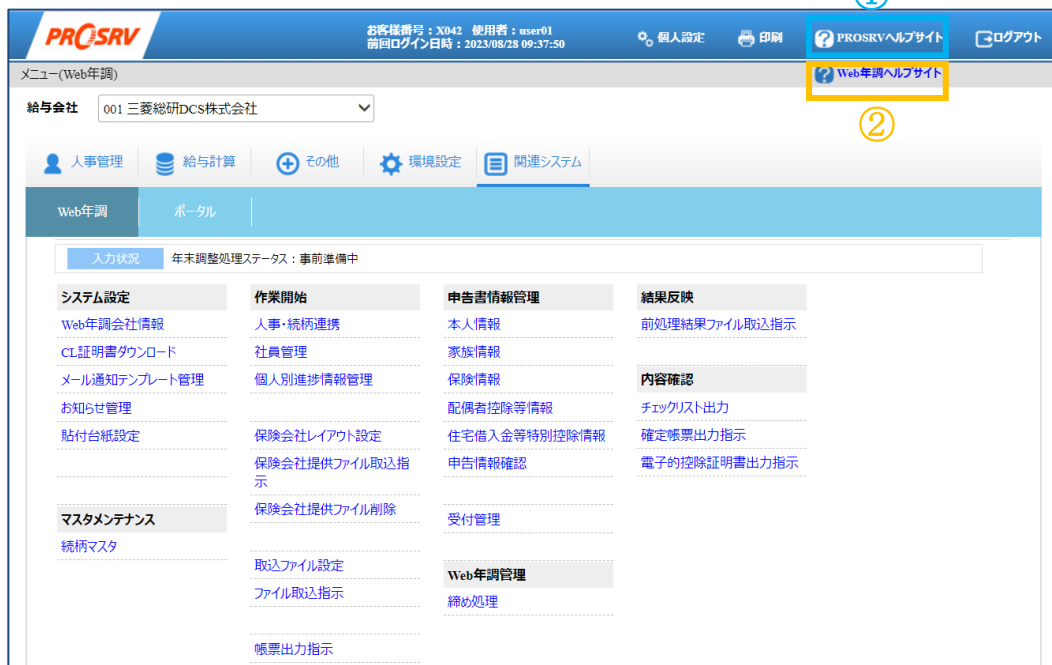 ①
PROSRV
お客様番号：X042 使用者：user01
前回ログイン日時：2023/08/28 09:37:50
個人設定
印刷
PROSRVヘルプサイト
ログアウト
メニュー(Web年調)
Web年調ヘルプサイト
②
給与会社
001 三菱総研DCS株式会社
人事管理
給与計算
その他
環境設定
関連システム
Web年調
ポータル
入力状況
年末調整処理ステータス：事前準備中
システム設定
Web年調会社情報
CL証明書ダウンロード
メール通知テンプレート管理
お知らせ管理
貼付台紙設定
マスタメンテナンス
続柄マスタ
作業開始
人事・続柄連携
社員管理
個人別進捗情報管理
保険会社レイアウト設定
保険会社提供ファイル取込指
示
保険会社提供ファイル削除
取込ファイル設定
ファイル取込指示
帳票出力指示
申告書情報管理
本人情報
家族情報
保険情報
配偶者控除等情報
住宅借入金等特別控除情報
申告情報確認
受付管理
Web年調管理
締め処理
結果反映
前処理結果ファイル取込指示
内容確認
チェックリスト出力
確定帳票出力指示
電子的控除証明書出力指示